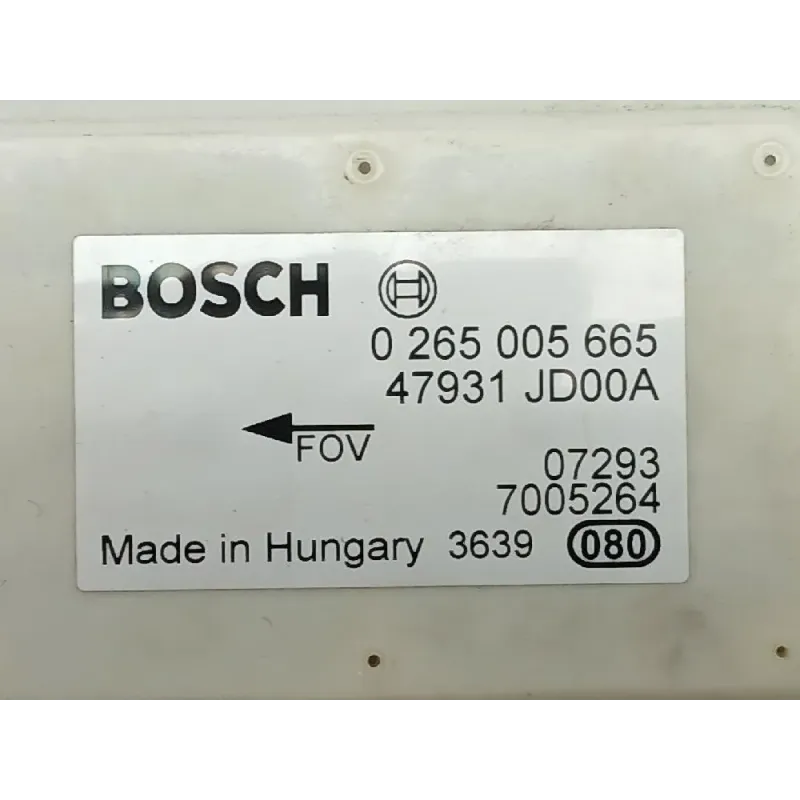 BOSCH
0 265 005 665
47931 JD00A
FOV
07293
7005264
Made in Hungary 3639 080